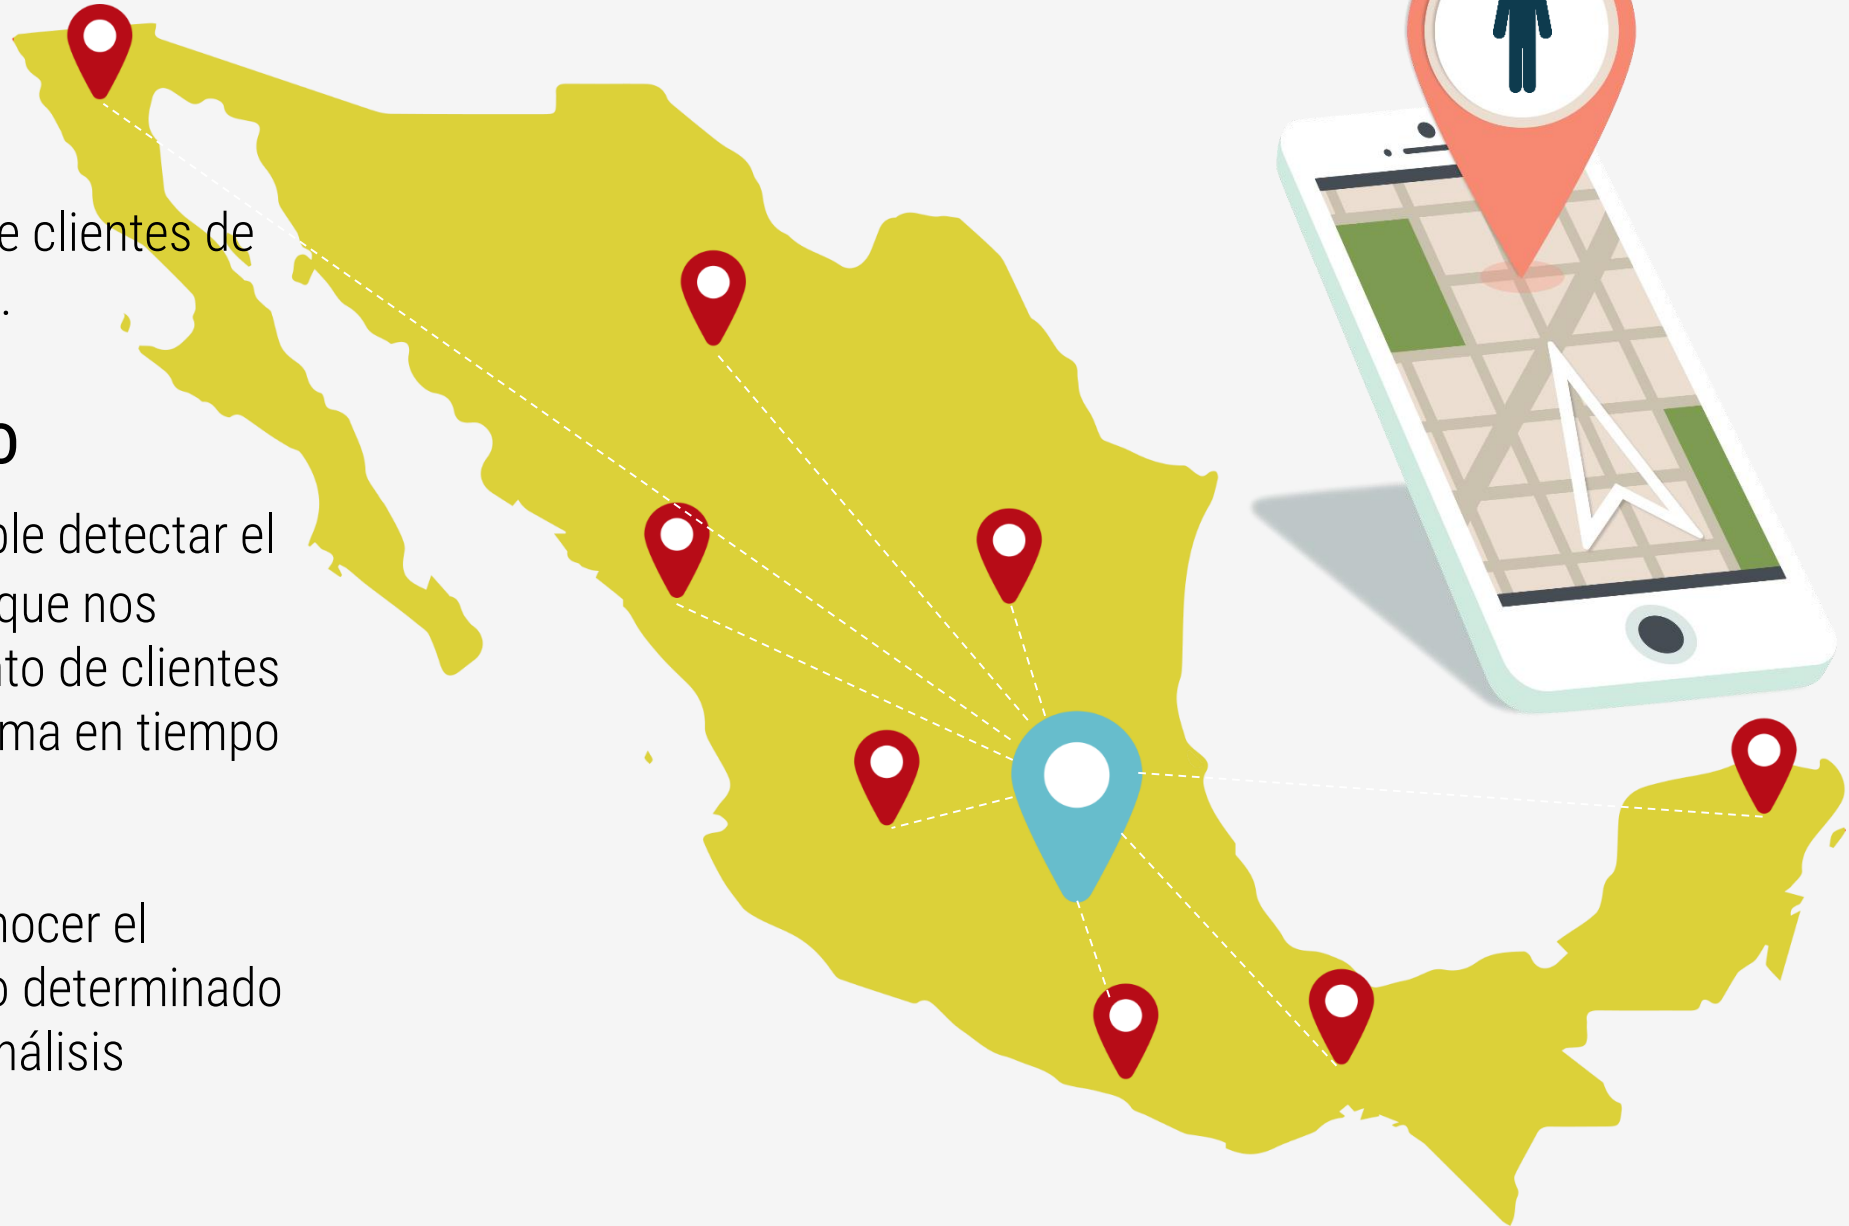 e clientes de
.
o
ble detectar el
que nos
nto de clientes
ma en tiempo
nocer el
o determinado
nálisis